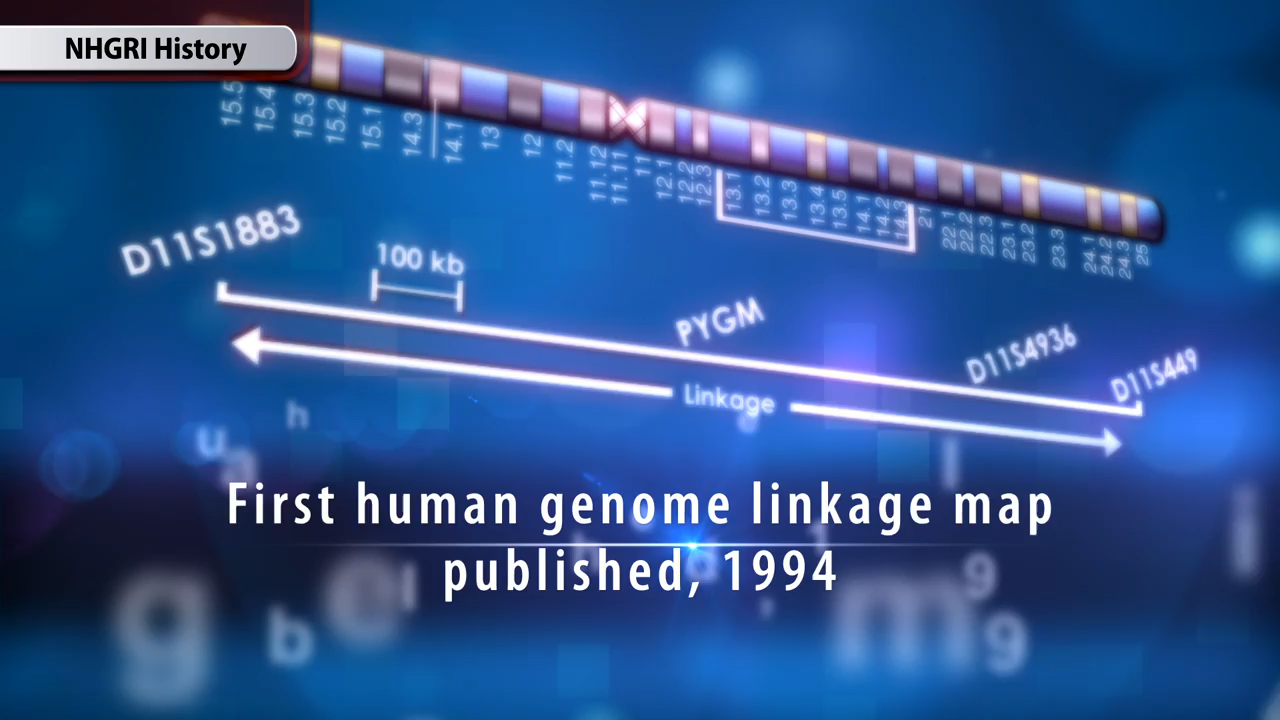 NHGRI History
15.5 15.4 15.3 15.2 15.1 14.3 14.1 13 12 11.2 11.12 11.11 11 12.1 12.2 12.3 13.1 13.2 13.3 13.4 13.5 14.1 14.2 14.3 21 22.1 22.2 22.3 23.1 23.2 23.3 24.1 24.2 24.3 25
D11S1883
100 kb
PYGM
D11S4936
D11S449
Linkage
First human genome linkage map
published, 1994